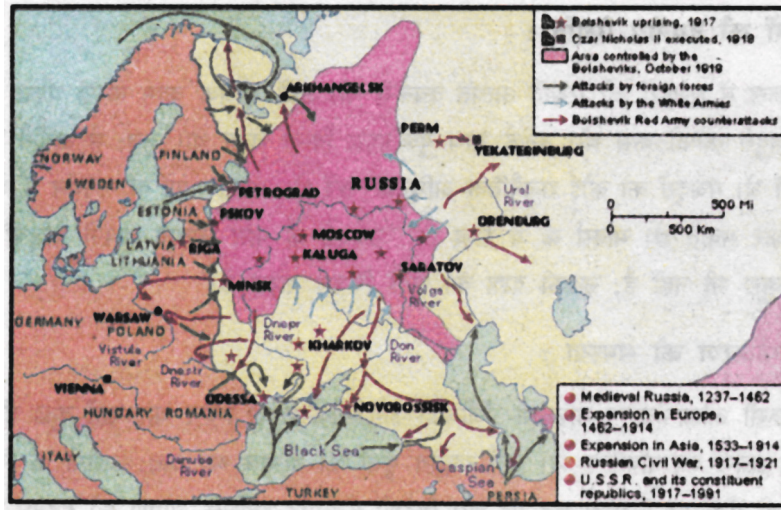 Bolshevik uprising, 1917
Czar Nicholas II executed, 1918
Area controlled by the
Bolsheviks, October 1919
Attacks by foreign forces
Attacks by the White Armies
Bolshevik Red Army counterattacks
ARKHANGELSK
PERM
YEKATERINBURG
NORWAY
FINLAND
SWEDEN
PETROGRAD
RUSSIA
Ural
River
ORENBURG
500 Mi
0
500 Km
ESTONIA
PSKOV
MOSCOW
LATVIA
RIGA
LITHUANIA
KALUGA
SARATOV
MINSK
Volga
River
GERMANY
WARSAW
POLAND
Vistula
River
Dnepr
River
KHARKOV
Don
River
Dnestr
River
VIENNA
ODESSA
NOVOROSSISK
HUNGARY
ROMANIA
Black Sea
ITALY
Danube
River
Caspian
Sea
TURKEY
PERSIA
Medieval Russia, 1237–1462
Expansion in Europe,
1462–1914
Expansion in Asia, 1533–1914
Russian Civil War, 1917–1921
U.S.S.R. and its constituent
republics, 1917–1991